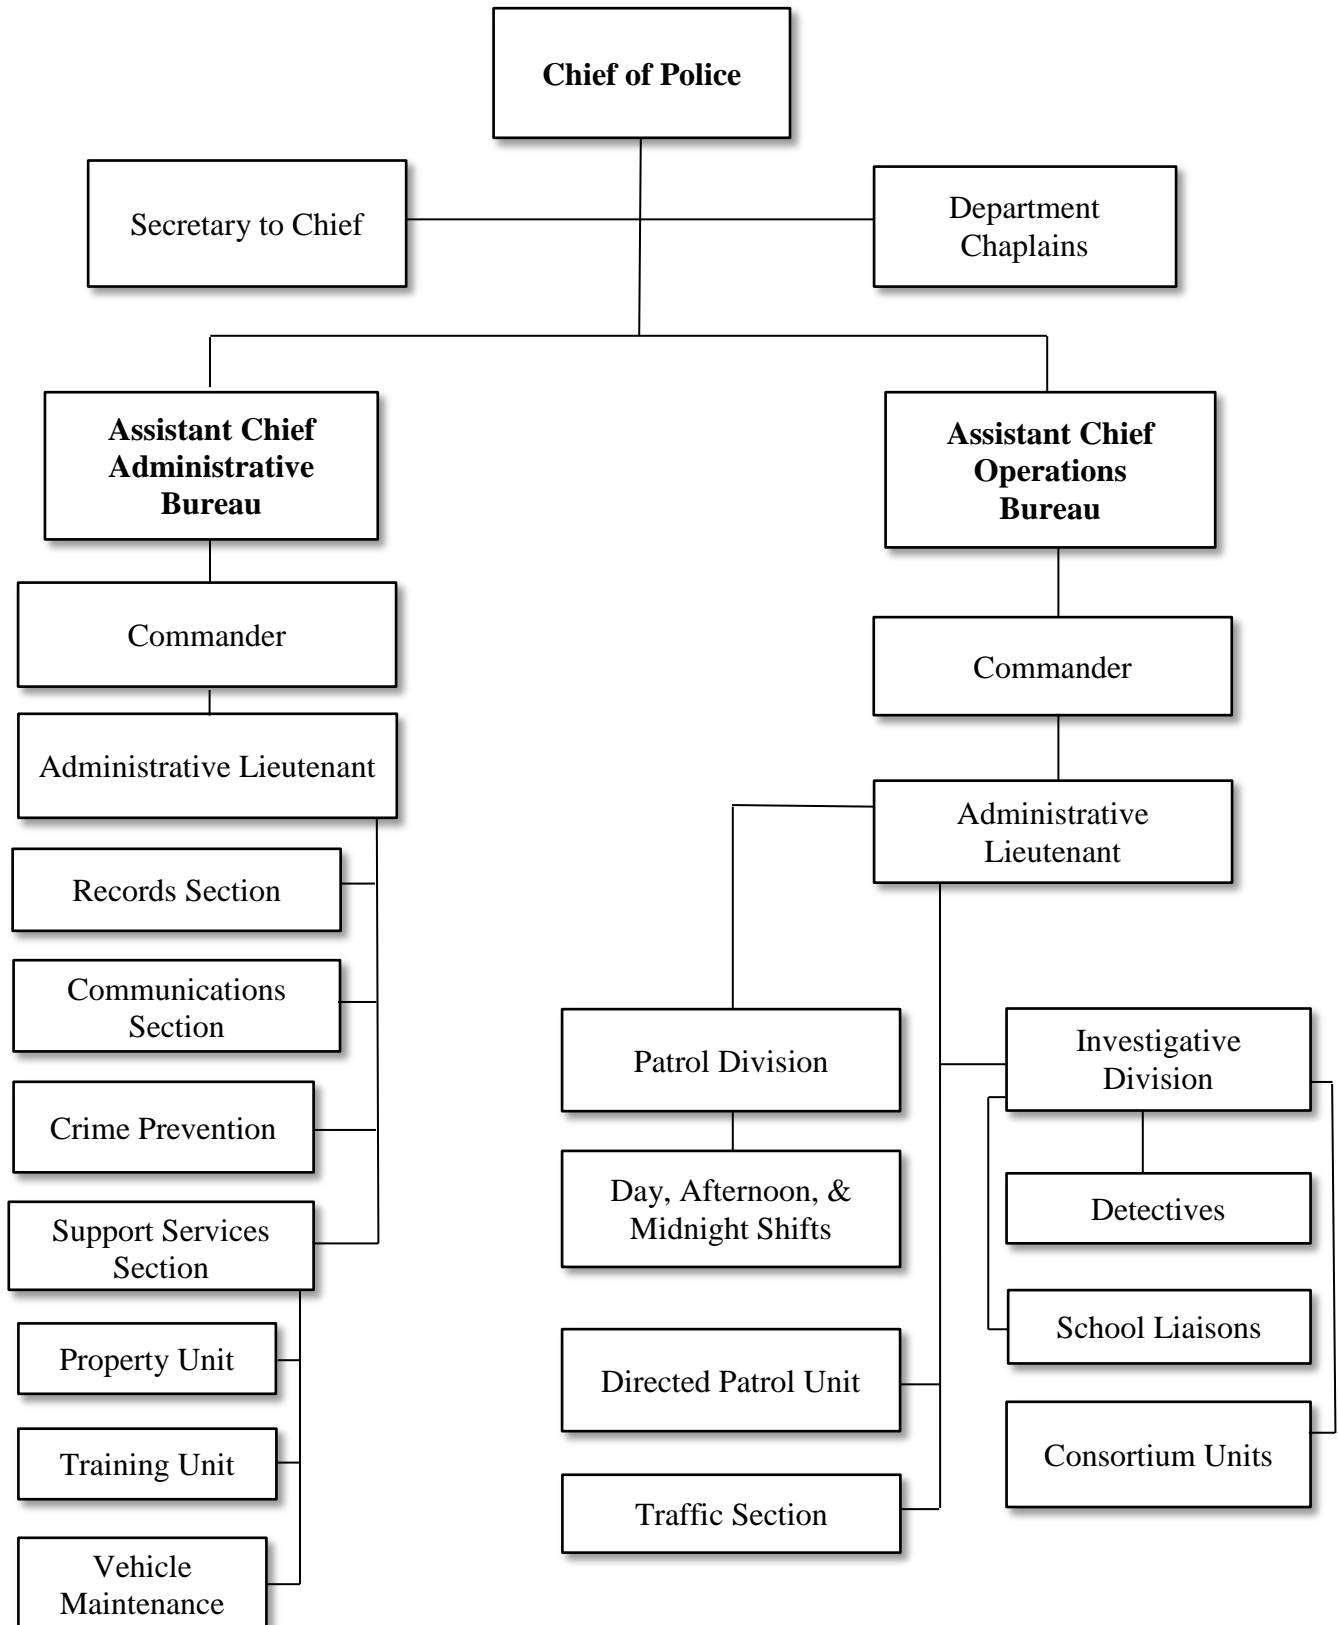 Chief of Police
Secretary to Chief
Department
Chaplains
Assistant Chief
Administrative
Bureau
Assistant Chief
Operations
Bureau
Commander
Commander
Administrative Lieutenant
Administrative
Lieutenant
Records Section
Communications
Section
Crime Prevention
Support Services
Section
Property Unit
Training Unit
Vehicle
Maintenance
Patrol Division
Day, Afternoon, &
Midnight Shifts
Directed Patrol Unit
Traffic Section
Investigative
Division
Detectives
School Liaisons
Consortium Units